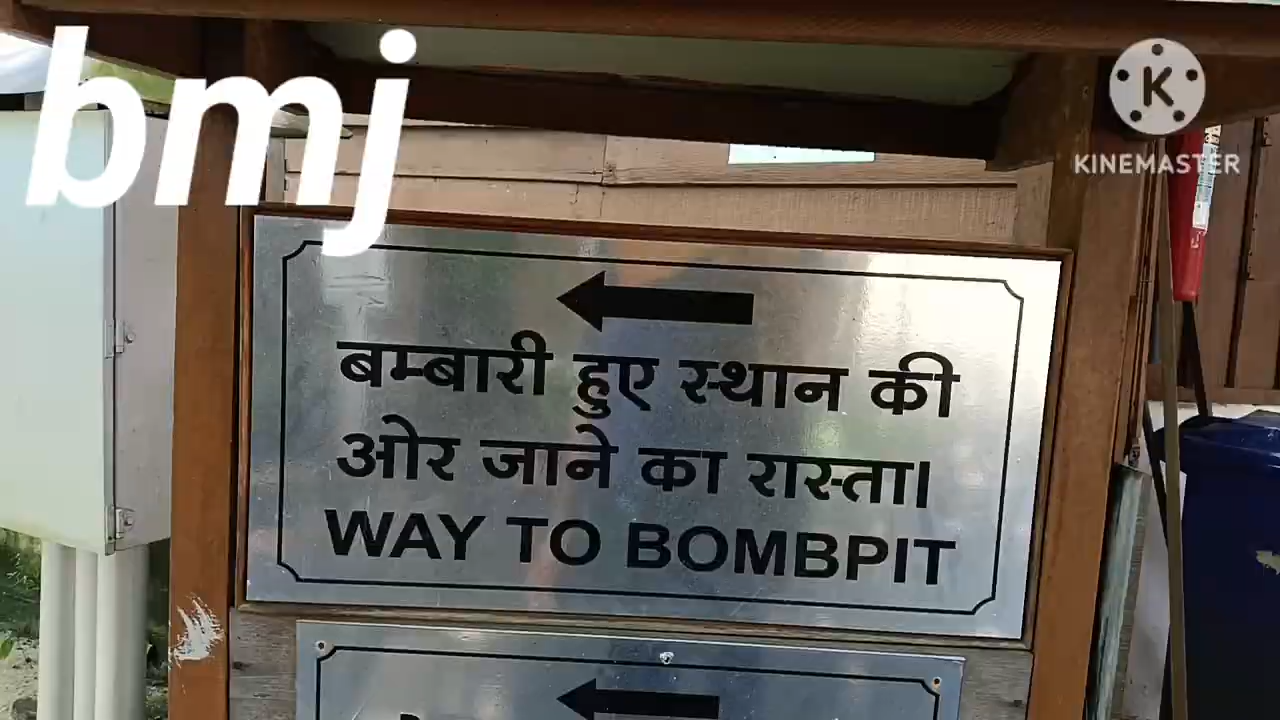 bmj
K
KINEMASTER
बम्बारी हुए स्थान की
ओर जाने का रास्ता।
WAY TO BOMBPIT